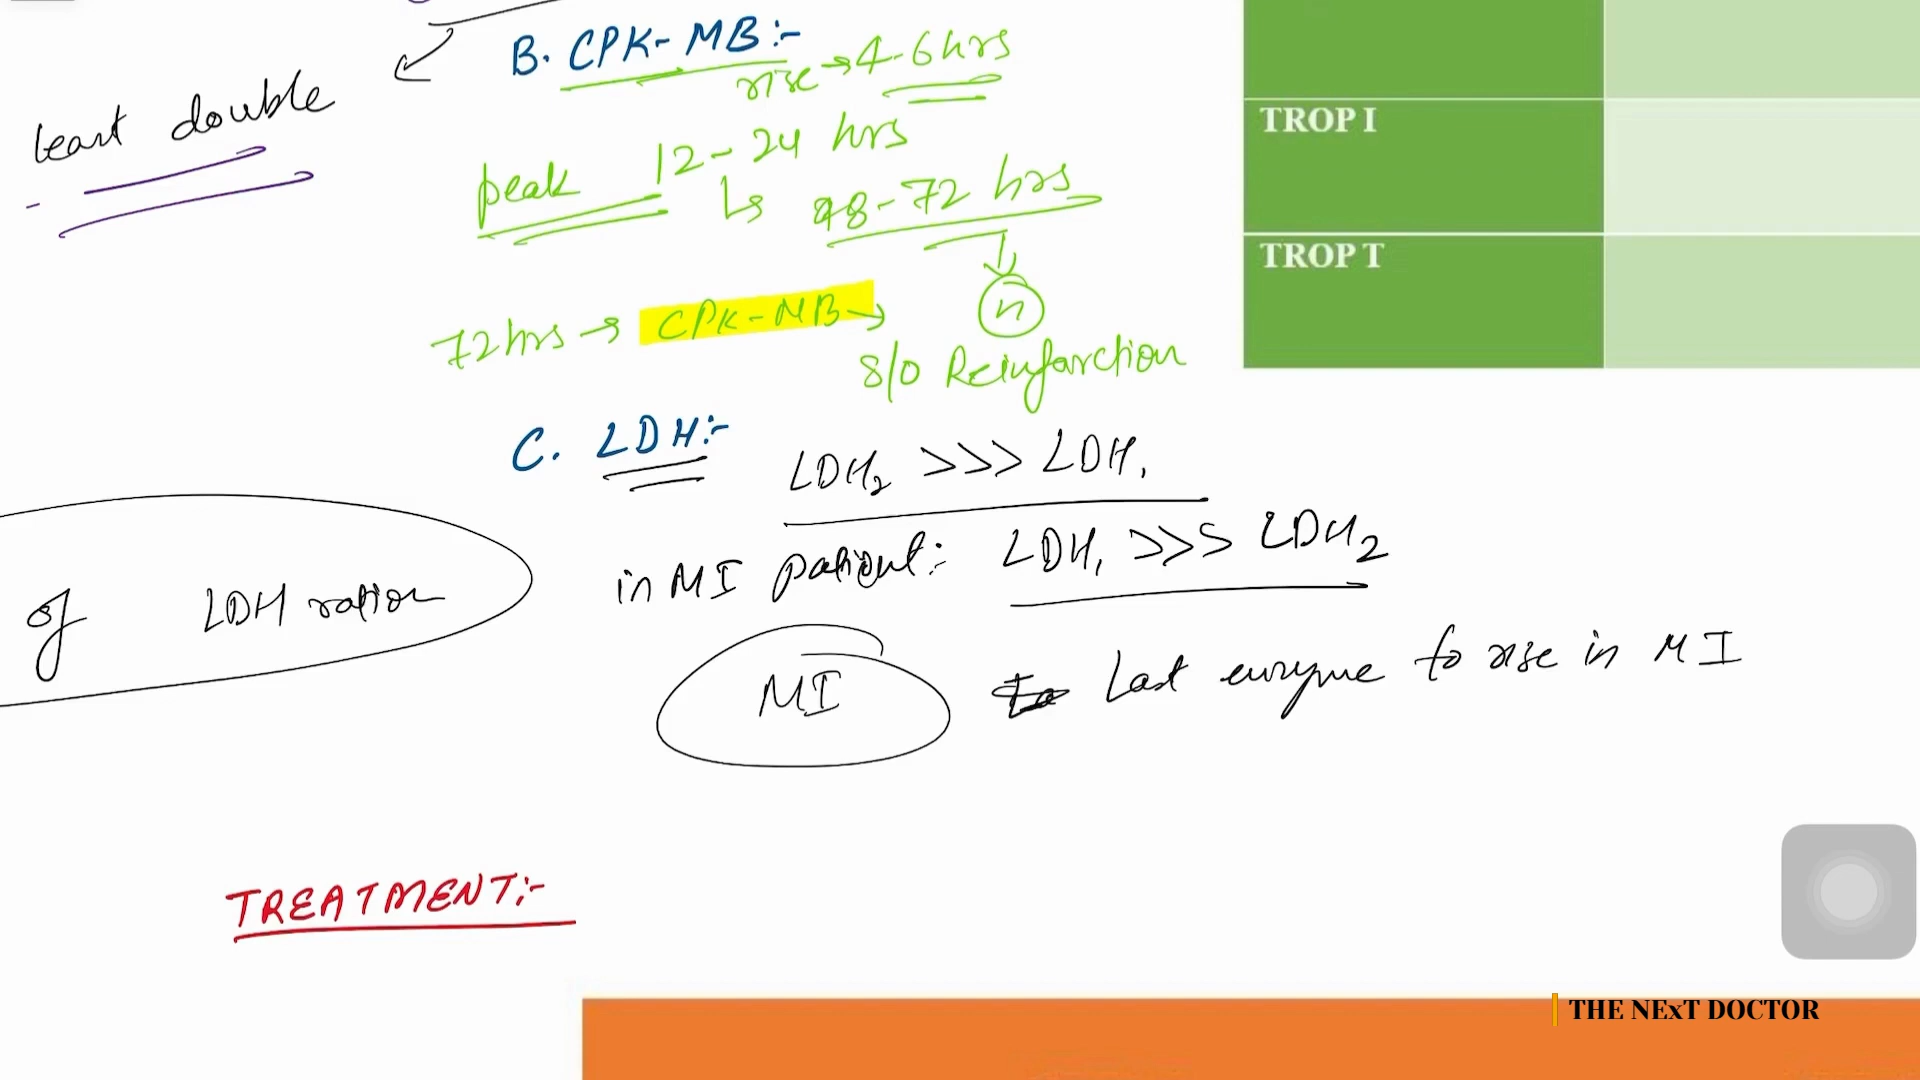 B. CPK-MB:-
rise → 4-6 hrs
least double
peak 12-24 hrs
↳ 48-72 hrs
n
72 hrs → CPK-MB →
S/O Reinfarction
C. LDH:-
LDH2 >>> LDH1
in MI patient:- LDH1 >>> LDH2
of LDH ration
MI
Last enzyme to rise in MI
TREATMENT:-
TROP I
TROP T
THE NExT DOCTOR